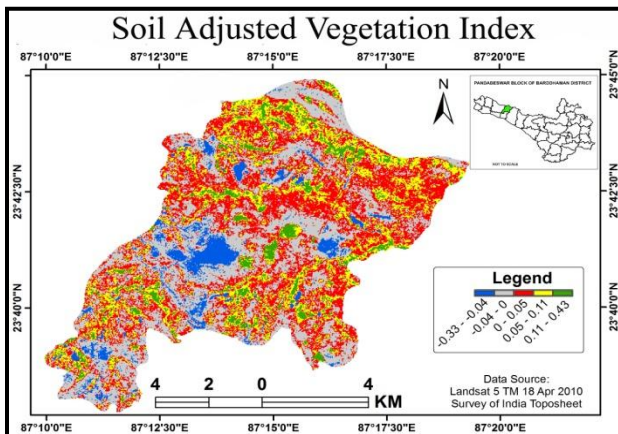 Soil Adjusted Vegetation Index
87°10'0"E 87°12'30"E 87°15'0"E 87°17'30"E 87°20'0"E
23°45'0"N
23°42'30"N 23°42'30"N
23°40'0"N 23°40'0"N
N
PANDABESWAR BLOCK OF BARDDHAMAN DISTRICT
NOT TO SCALE
Legend
-0.33 - -0.04
-0.04 - 0
0 - 0.05
0.05 - 0.11
0.11 - 0.43
4 2 0 4
KM
Data Source:
Landsat 5 TM 18 Apr 2010
Survey of India Toposheet
87°10'0"E 87°12'30"E 87°15'0"E 87°17'30"E 87°20'0"E